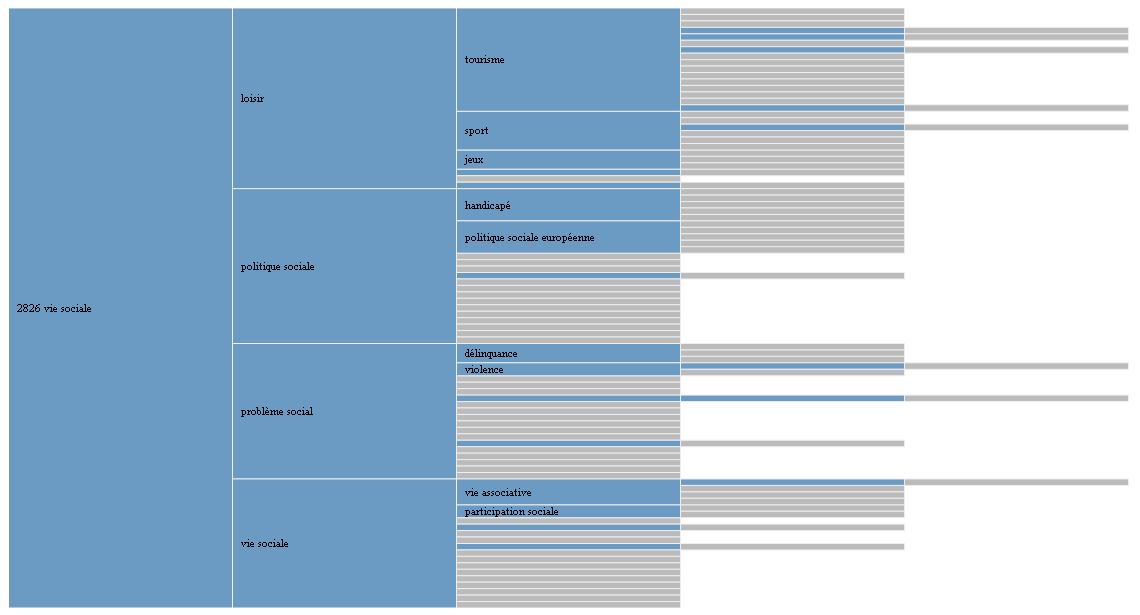 2826 vie sociale
loisir
tourisme
sport
jeux
politique sociale
handicapé
politique sociale européenne
problème social
délinquance
violence
vie sociale
vie associative
participation sociale